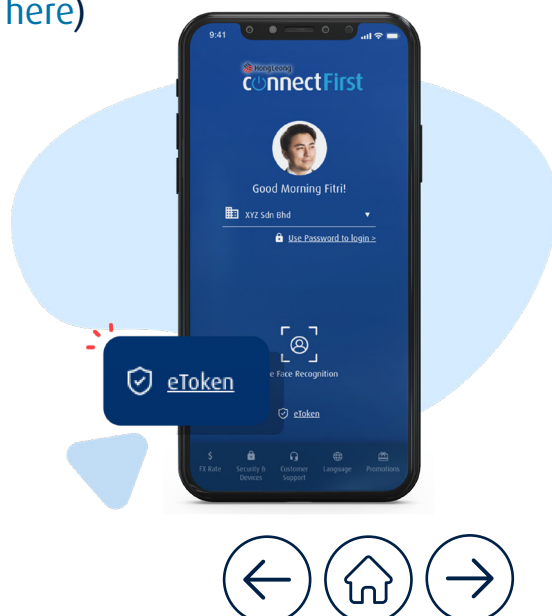 here)
9:41
HongLeong
connectFirst
Good Morning Fitri!
XYZ Sdn Bhd
Use Password to login >
eToken
e Face Recognition
eToken
FX Rate
Security & Devices
Customer Support
Language
Promotions